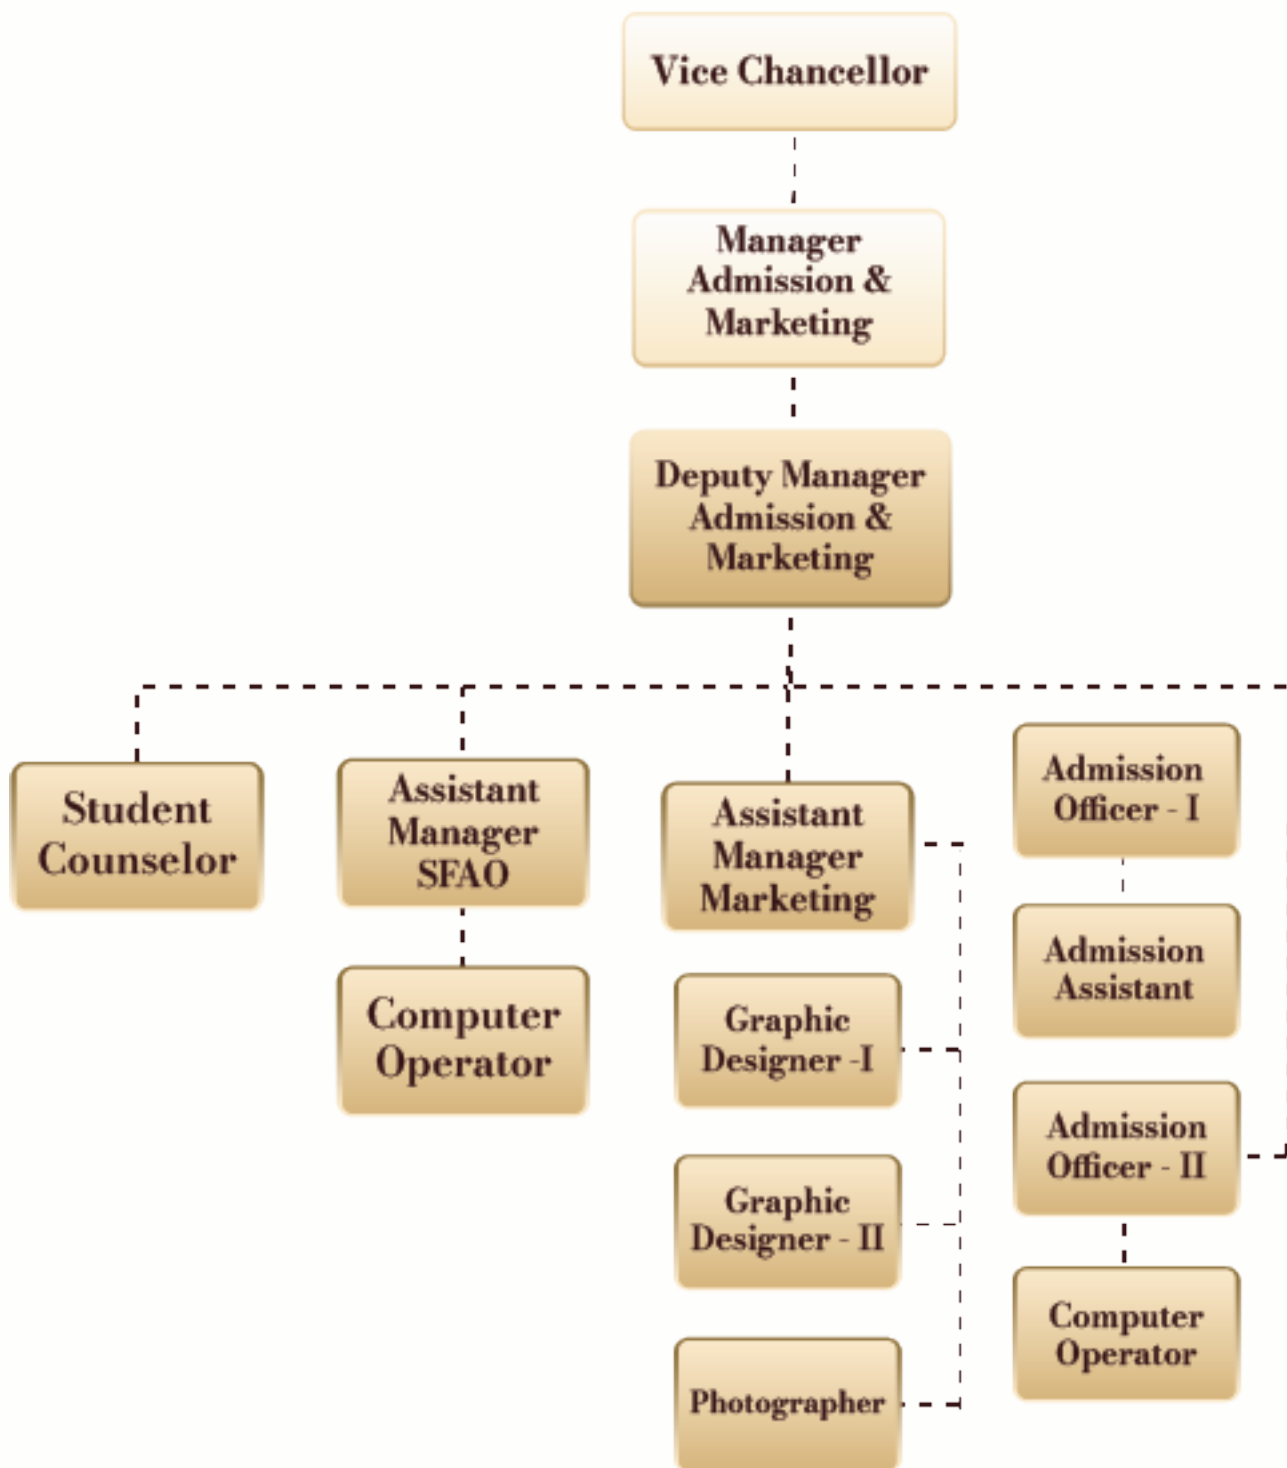 Vice Chancellor
Manager
Admission &
Marketing
Deputy Manager
Admission &
Marketing
Student
Counselor
Assistant
Manager
SFAO
Computer
Operator
Assistant
Manager
Marketing
Graphic
Designer -I
Graphic
Designer - II
Photographer
Admission
Officer - I
Admission
Assistant
Admission
Officer - II
Computer
Operator